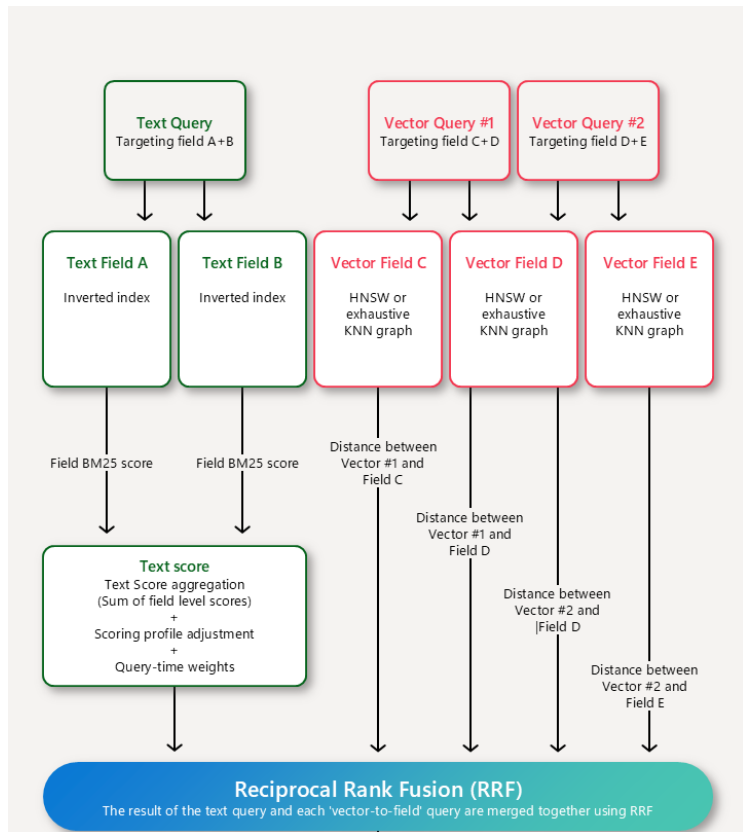 Text Query
Targeting field A+B
Vector Query #1
Targeting field C+D
Vector Query #2
Targeting field D+E
Text Field A
Inverted index
Text Field B
Inverted index
Vector Field C
HNSW or
exhaustive
KNN graph
Vector Field D
HNSW or
exhaustive
KNN graph
Vector Field E
HNSW or
exhaustive
KNN graph
Field BM25 score
Field BM25 score
Distance between
Vector #1 and
Field C
Distance between
Vector #1 and
Field D
Distance between
Vector #2 and
|Field D
Distance between
Vector #2 and
Field E
Text score
Text Score aggregation
(Sum of field level scores)
+
Scoring profile adjustment
+
Query-time weights
Reciprocal Rank Fusion (RRF)
The result of the text query and each 'vector-to-field' query are merged together using RRF